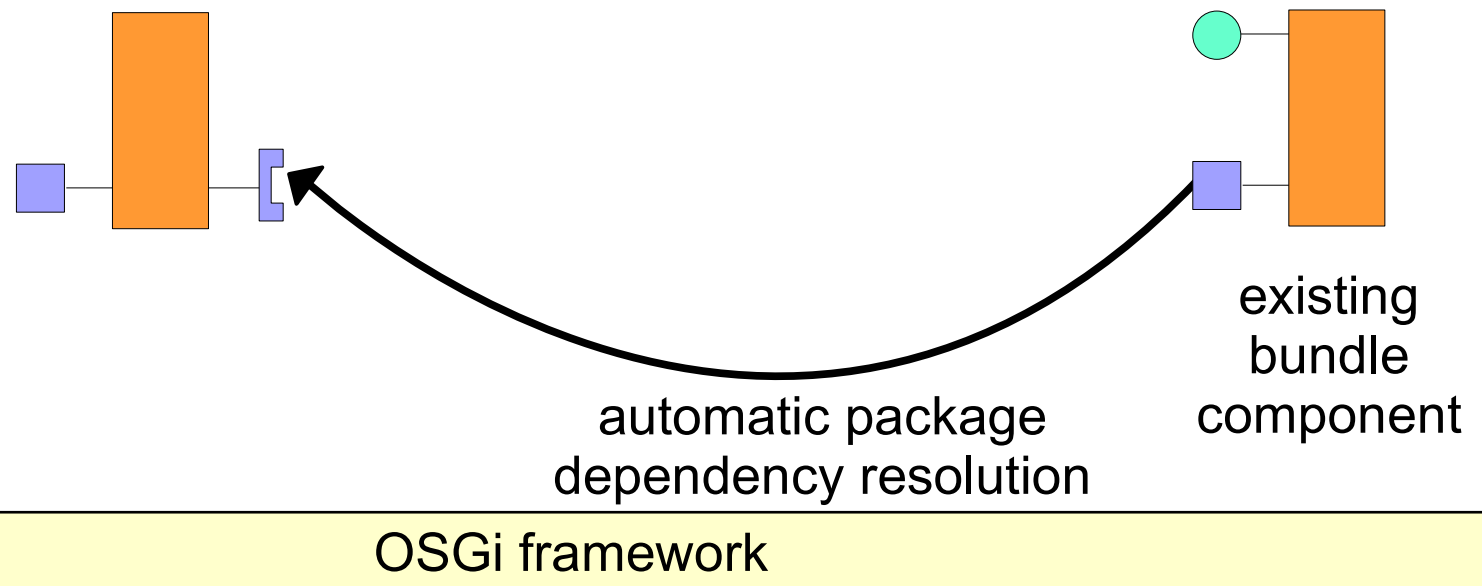 existing
bundle
component
automatic package
dependency resolution
OSGi framework